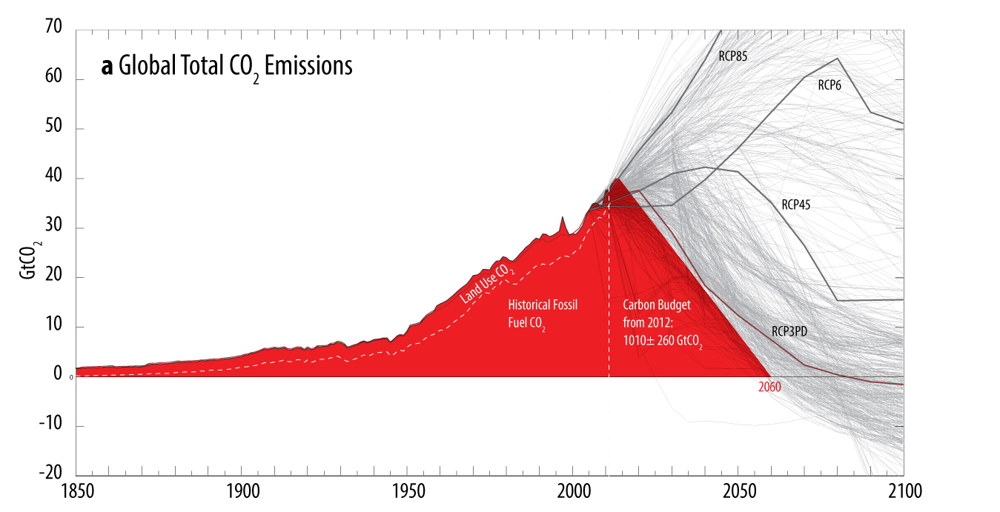 a Global Total CO₂ Emissions
GtCO₂
70
60
50
40
30
20
10
0
0
-10
-20
1850
1900
1950
2000
2050
2100
RCP85
RCP6
RCP45
RCP3PD
Land Use CO₂
Historical Fossil
Fuel CO₂
Carbon Budget
from 2012:
1010± 260 GtCO₂
2060